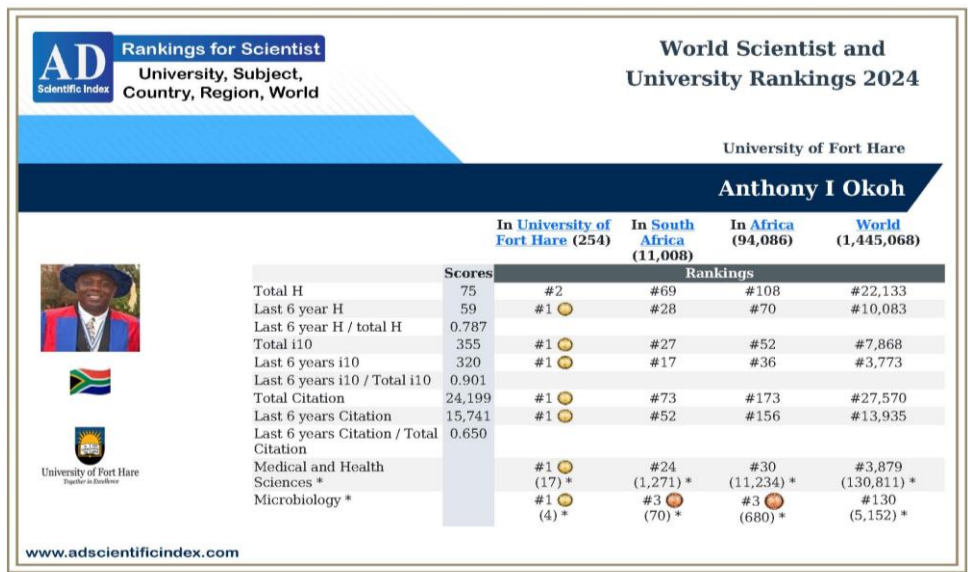 AD
Scientific Index
Rankings for Scientist
University, Subject,
Country, Region, World
World Scientist and
University Rankings 2024
University of Fort Hare
Anthony I Okoh
In University of Fort Hare (254) In South Africa (11,008) In Africa (94,086) World (1,445,068)
Scores Rankings
Total H 75 #2 #69 #108 #22,133
Last 6 year H 59 #1 #28 #70 #10,083
Last 6 year H / total H 0.787
Total i10 355 #1 #27 #52 #7,868
Last 6 years i10 320 #1 #17 #36 #3,773
Last 6 years i10 / Total i10 0.901
Total Citation 24,199 #1 #73 #173 #27,570
Last 6 years Citation 15,741 #1 #52 #156 #13,935
Last 6 years Citation / Total 0.650
Citation
Medical and Health #1 #24 #30 #3,879
Sciences * (17) * (1,271) * (11,234) * (130,811) *
Microbiology * #1 #3 #3 #130
(4) * (70) * (680) * (5,152) *
University of Fort Hare
Together in Excellence
www.adscientificindex.com